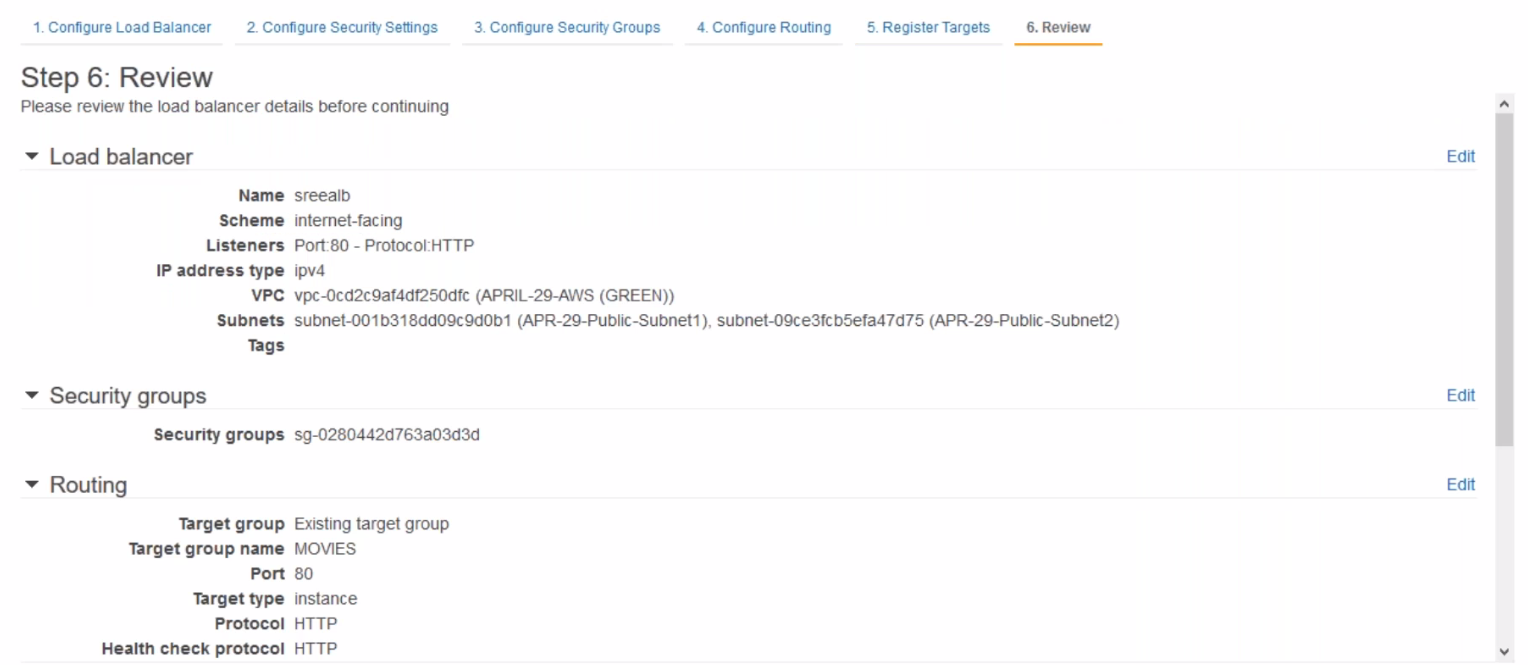 1. Configure Load Balancer 2. Configure Security Settings 3. Configure Security Groups 4. Configure Routing 5. Register Targets 6. Review
Step 6: Review
Please review the load balancer details before continuing
Load balancer Edit
Name sreealb
Scheme internet-facing
Listeners Port:80 - Protocol:HTTP
IP address type ipv4
VPC vpc-0cd2c9af4df250dfc (APRIL-29-AWS (GREEN))
Subnets subnet-001b318dd09c9d0b1 (APR-29-Public-Subnet1), subnet-09ce3fcb5efa47d75 (APR-29-Public-Subnet2)
Tags
Security groups Edit
Security groups sg-0280442d763a03d3d
Routing Edit
Target group Existing target group
Target group name MOVIES
Port 80
Target type instance
Protocol HTTP
Health check protocol HTTP